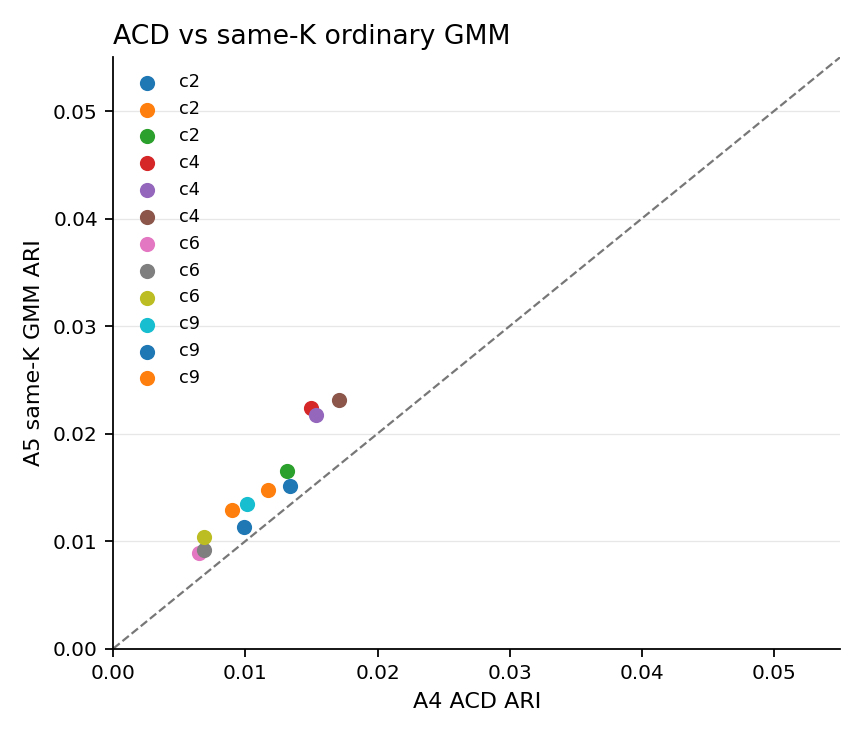 ACD vs same-K ordinary GMM
c2
c2
c2
c4
c4
c4
c6
c6
c6
c9
c9
c9
0.05
0.04
0.03
0.02
0.01
0.00
A5 same-K GMM ARI
0.00 0.01 0.02 0.03 0.04 0.05
A4 ACD ARI